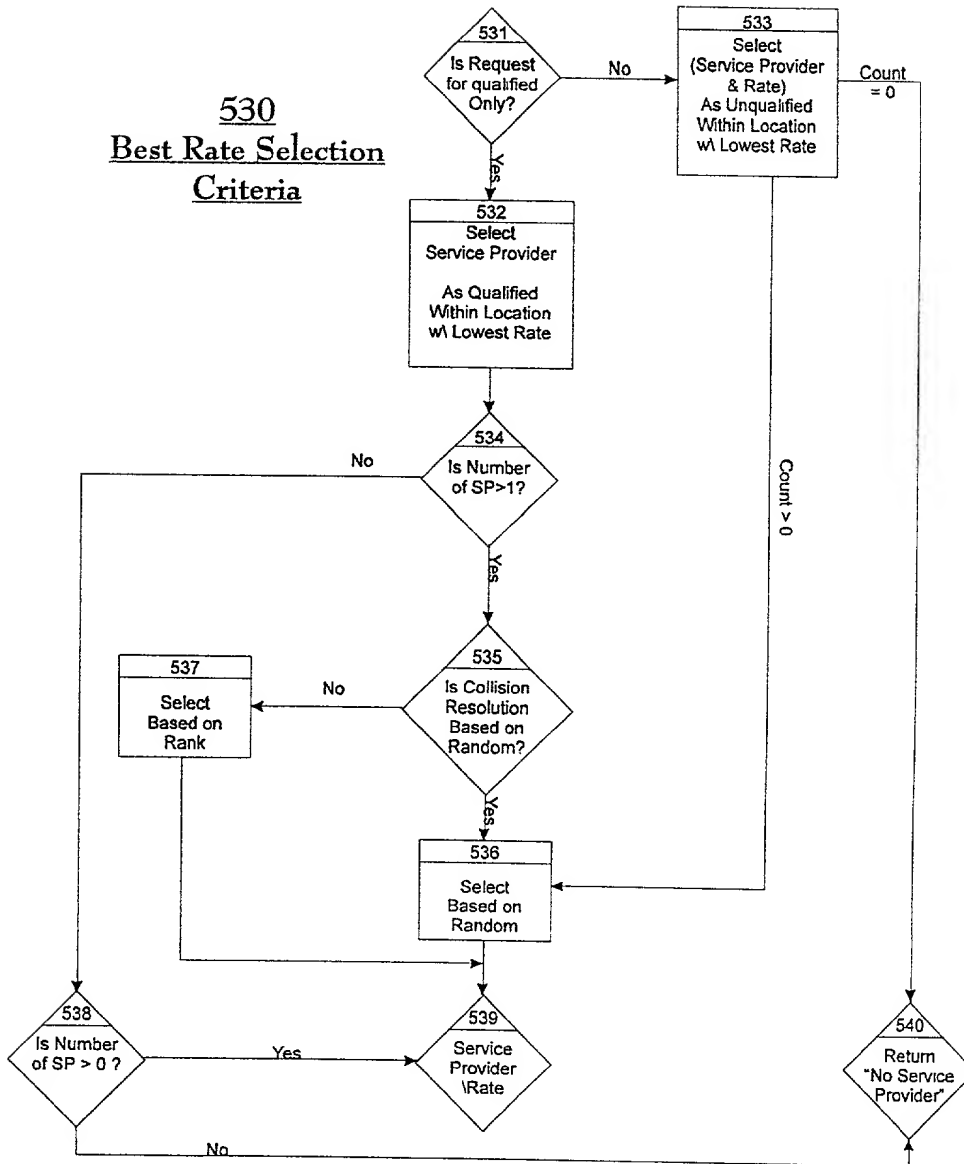 530
Best Rate Selection
Criteria
531
Is Request
for qualified
Only?
No
Yes
533
Select
(Service Provider
& Rate)
As Unqualified
Within Location
w\ Lowest Rate
Count
= 0
Count > 0
532
Select
Service Provider
As Qualified
Within Location
w\ Lowest Rate
534
Is Number
of SP>1?
No
Yes
535
Is Collision
Resolution
Based on
Random?
No
Yes
537
Select
Based on
Rank
536
Select
Based on
Random
538
Is Number
of SP > 0 ?
Yes
No
539
Service
Provider
\Rate
540
Return
"No Service
Provider"